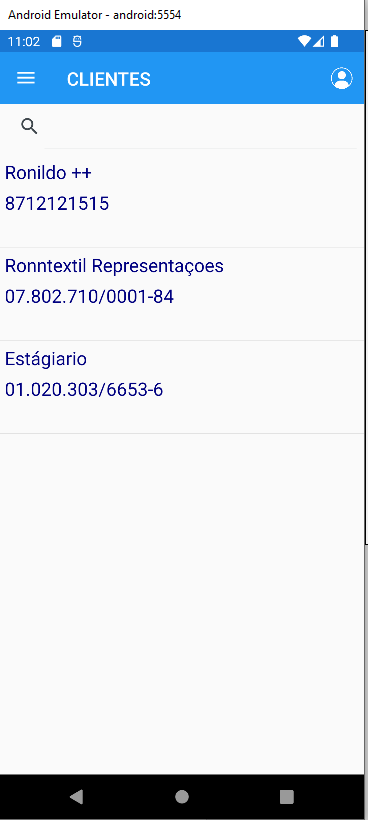 Android Emulator - android:5554
11:02
CLIENTES
Ronildo ++
8712121515
Ronntextil Representaçoes
07.802.710/0001-84
Estágiario
01.020.303/6653-6